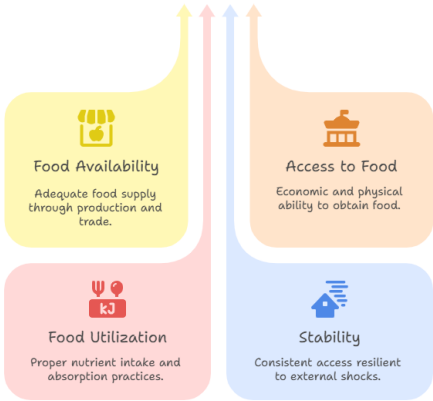 Food Availability
Adequate food supply
through production and
trade.
Access to Food
Economic and physical
ability to obtain food.
kJ
Food Utilization
Proper nutrient intake and
absorption practices.
Stability
Consistent access resilient
to external shocks.